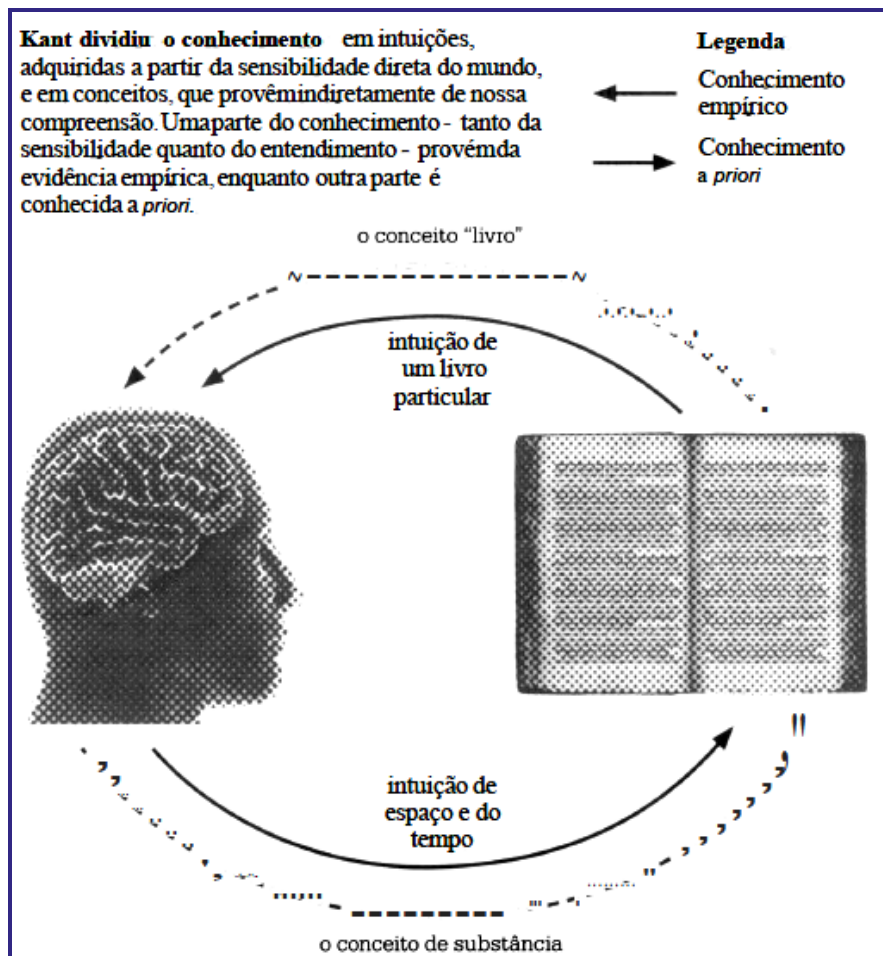 Kant dividiu o conhecimento em intuições,
adquiridas a partir da sensibilidade direta do mundo,
e em conceitos, que provêmindiretamente de nossa
compreensão. Umaparte do conhecimento - tanto da
sensibilidade quanto do entendimento - provémda
evidência empírica, enquanto outra parte é
conhecida a priori.
Legenda
Conhecimento
empírico
Conhecimento
a priori
o conceito "livro"
intuição de
um livro
particular
intuição de
espaço e do
tempo
o conceito de substância